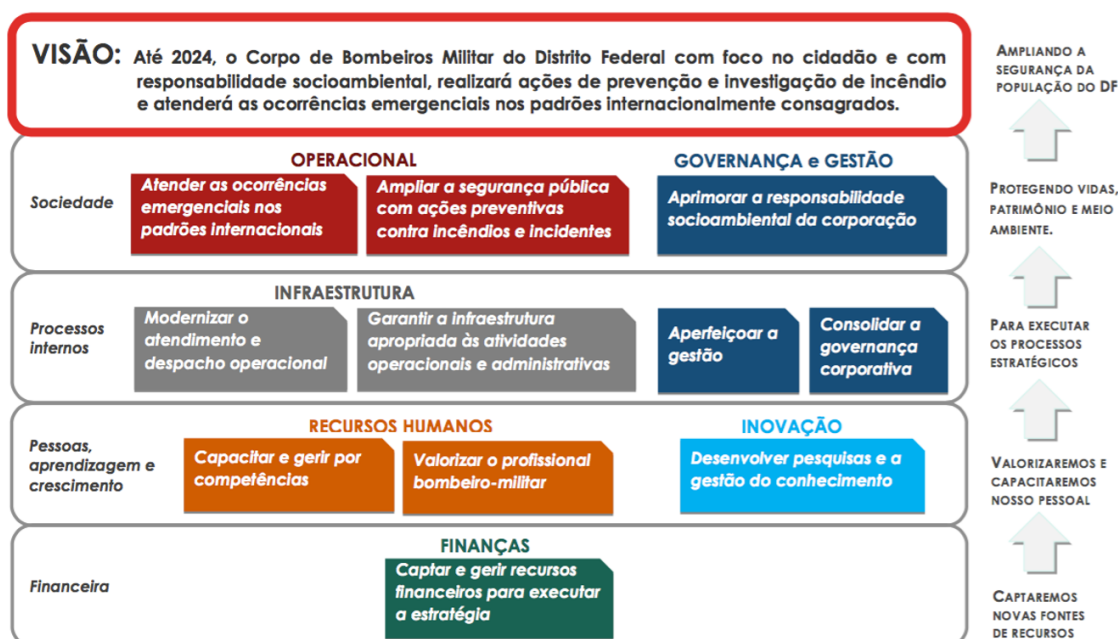 VISÃO: Até 2024, o Corpo de Bombeiros Militar do Distrito Federal com foco no cidadão e com
responsabilidade socioambiental, realizará ações de prevenção e investigação de incêndio
e atenderá as ocorrências emergenciais nos padrões internacionalmente consagrados.
AMPLIANDO A
SEGURANÇA DA
POPULAÇÃO DO DF
OPERACIONAL
GOVERNANÇA e GESTÃO
Sociedade
Atender as ocorrências
emergenciais nos
padrões internacionais
Ampliar a segurança pública
com ações preventivas
contra incêndios e incidentes
Aprimorar a responsabilidade
socioambiental da corporação
PROTEGENDO VIDAS,
PATRIMÔNIO E MEIO
AMBIENTE.
INFRAESTRUTURA
Processos
internos
Modernizar o
atendimento e
despacho operacional
Garantir a infraestrutura
apropriada às atividades
operacionais e administrativas
Aperfeiçoar a
gestão
Consolidar a
governança
corporativa
PARA EXECUTAR
OS PROCESSOS
ESTRATÉGICOS
RECURSOS HUMANOS
INOVAÇÃO
Pessoas,
aprendizagem e
crescimento
Capacitar e gerir por
competências
Valorizar o profissional
bombeiro-militar
Desenvolver pesquisas e a
gestão do conhecimento
VALORIZAREMOS E
CAPACITAREMOS
NOSSO PESSOAL
FINANÇAS
Financeira
Captar e gerir recursos
financeiros para executar
a estratégia
CAPTAREMOS
NOVAS FONTES
DE RECURSOS